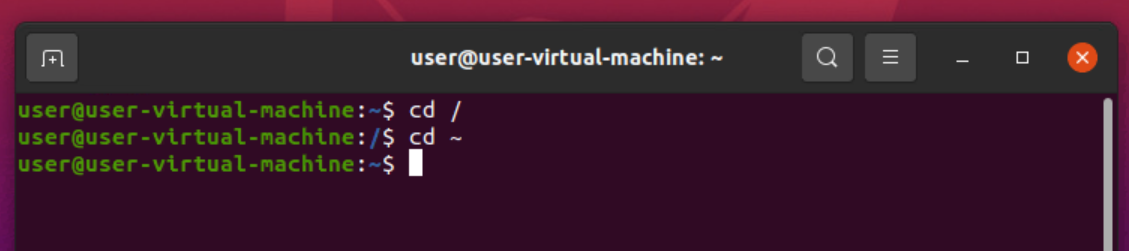 user@user-virtual-machine: ~
user@user-virtual-machine:~$ cd /
user@user-virtual-machine:/$ cd ~
user@user-virtual-machine:~$